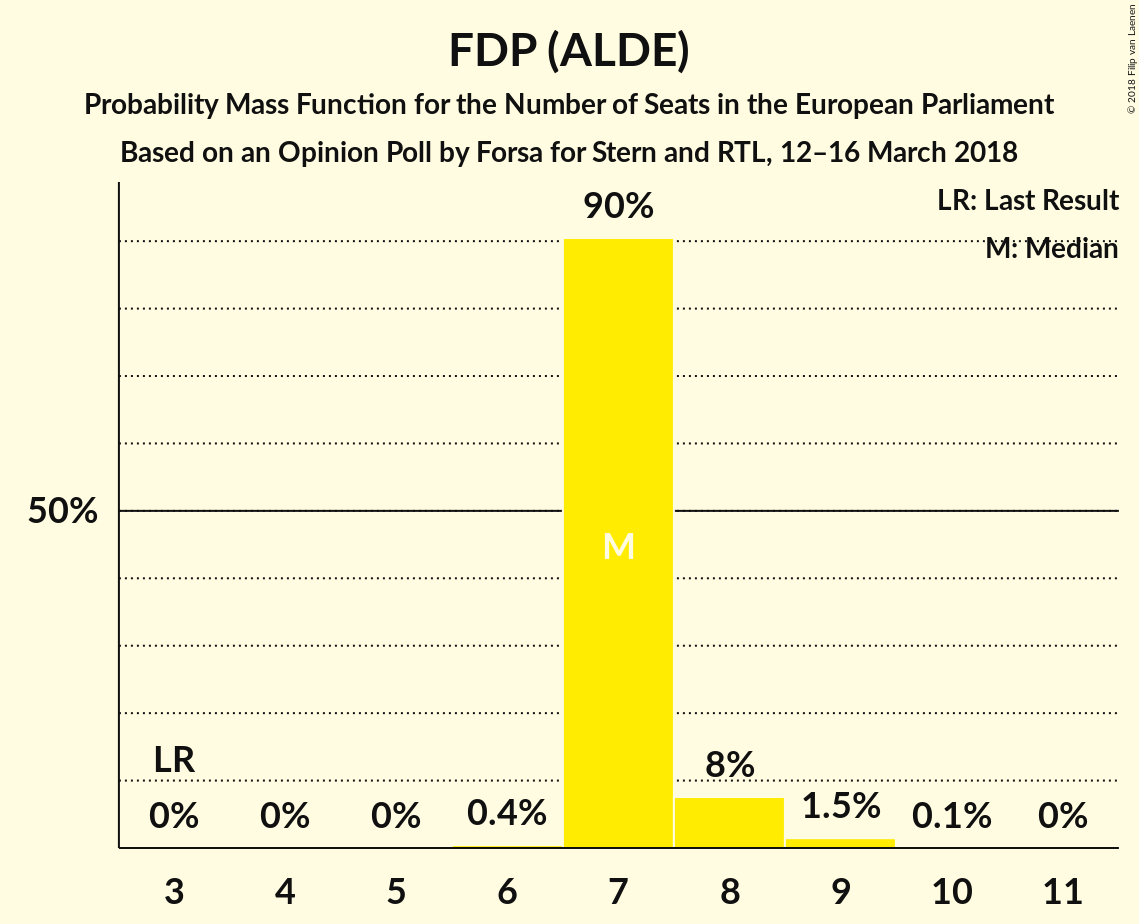 FDP (ALDE)
Probability Mass Function for the Number of Seats in the European Parliament
Based on an Opinion Poll by Forsa for Stern and RTL, 12–16 March 2018
© 2018 Filip van Laenen
LR: Last Result
M: Median
90%
50%
M
LR
0%
0%
0%
0.4%
8%
1.5%
0.1%
0%
3
4
5
6
7
8
9
10
11